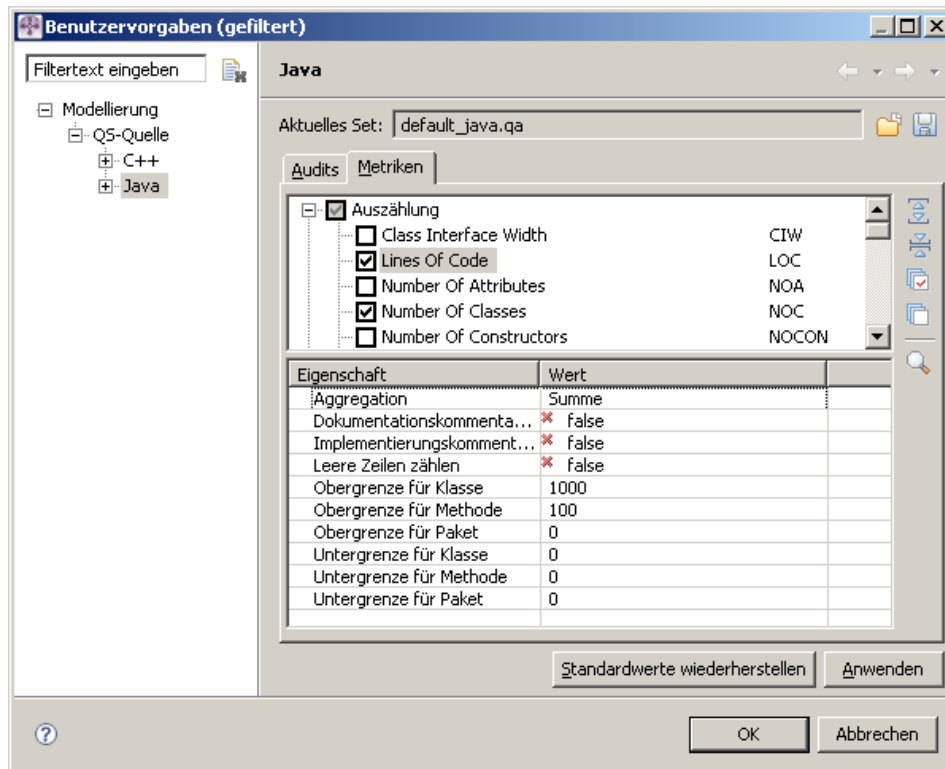 Benutzervorgaben (gefiltert)
Filtertext eingeben
Modellierung
QS-Quelle
C++
Java
Java
Aktuelles Set: default_java.qa
Audits Metriken
Auszählung
Class Interface Width CIW
Lines Of Code LOC
Number Of Attributes NOA
Number Of Classes NOC
Number Of Constructors NOCON
Eigenschaft Wert
Aggregation Summe
Dokumentationskommenta... false
Implementierungskomment... false
Leere Zeilen zählen false
Obergrenze für Klasse 1000
Obergrenze für Methode 100
Obergrenze für Paket 0
Untergrenze für Klasse 0
Untergrenze für Methode 0
Untergrenze für Paket 0
Standardwerte wiederherstellen Anwenden
? OK Abbrechen